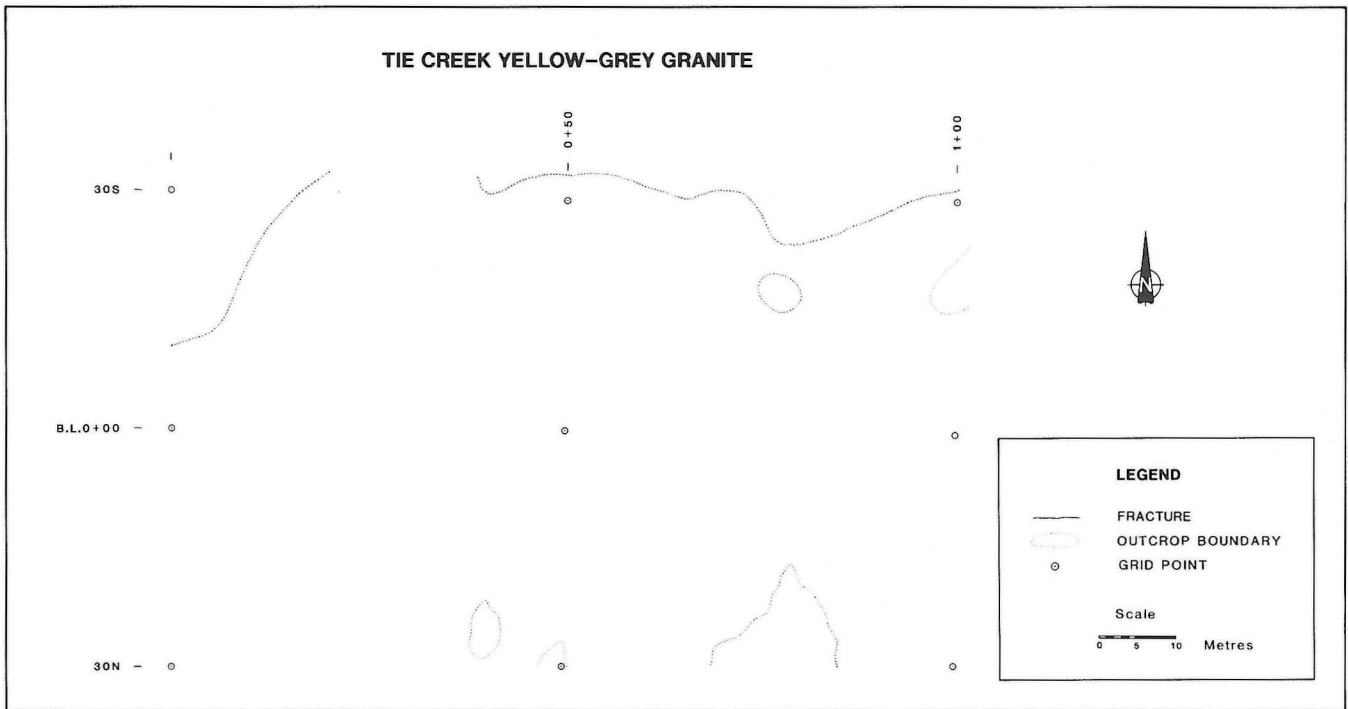 TIE CREEK YELLOW–GREY GRANITE
– 0+50
– 1+00
30S –
N
B.L.0+00 –
30N –
LEGEND
FRACTURE
OUTCROP BOUNDARY
GRID POINT
Scale
0 5 10 Metres